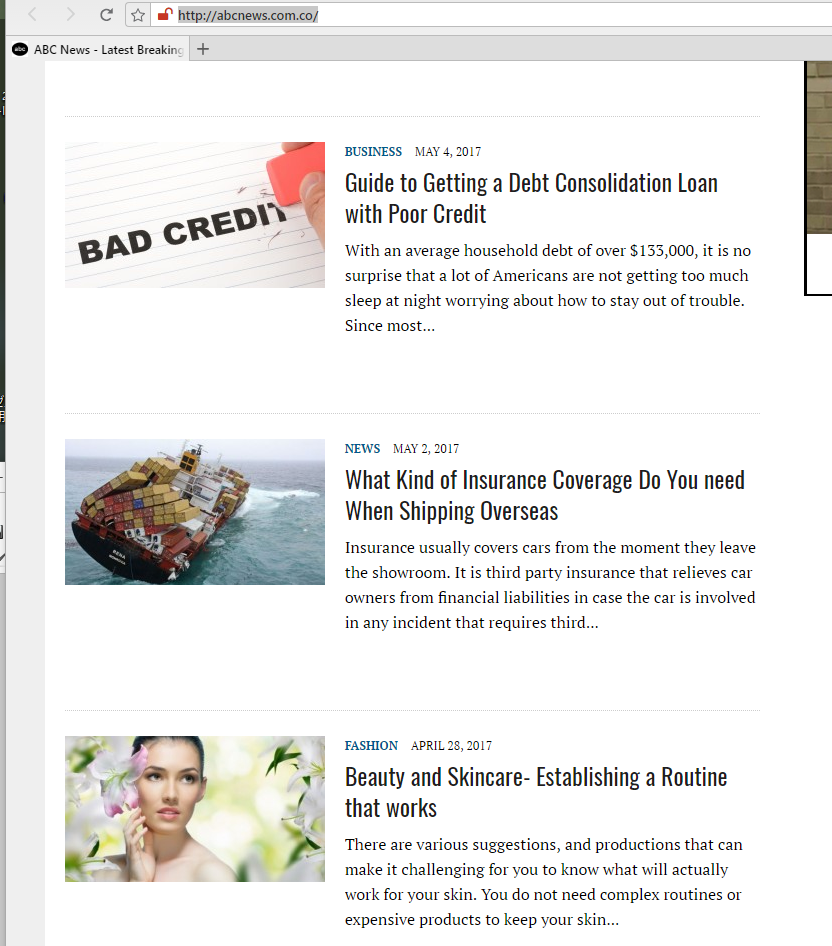 http://abcnews.com.co/
abc ABC News - Latest Breaking
BUSINESS MAY 4, 2017
Guide to Getting a Debt Consolidation Loan
with Poor Credit
BAD CREDIT
With an average household debt of over $133,000, it is no
surprise that a lot of Americans are not getting too much
sleep at night worrying about how to stay out of trouble.
Since most...
NEWS MAY 2, 2017
What Kind of Insurance Coverage Do You need
When Shipping Overseas
RENA
Insurance usually covers cars from the moment they leave
the showroom. It is third party insurance that relieves car
owners from financial liabilities in case the car is involved
in any incident that requires third...
FASHION APRIL 28, 2017
Beauty and Skincare- Establishing a Routine
that works
There are various suggestions, and productions that can
make it challenging for you to know what will actually
work for your skin. You do not need complex routines or
expensive products to keep your skin...